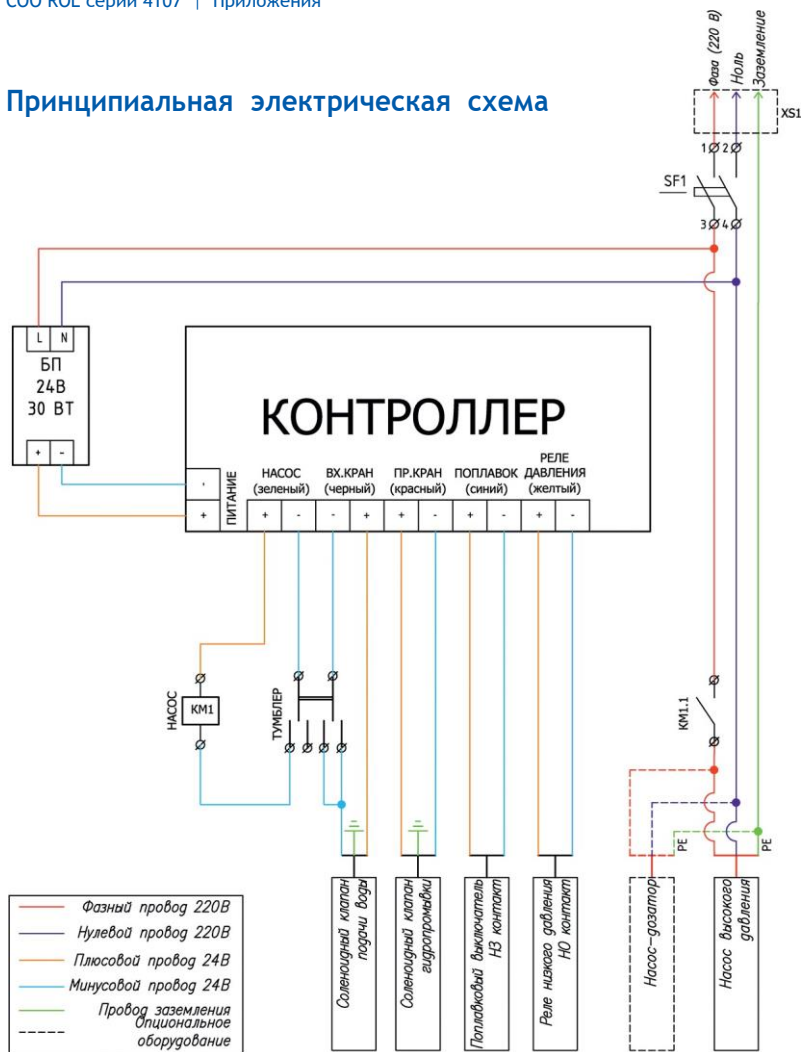 СОО ROL серии 4107 | Приложения
Принципиальная электрическая схема
Фаза (220 В)
Ноль
Заземление
XS1
1 2
SF1
3 4
L N
БП
24В
30 ВТ
+ -
КОНТРОЛЛЕР
ПИТАНИЕ
-
+
НАСОС
(зеленый)
ВХ.КРАН
(черный)
ПР.КРАН
(красный)
ПОПЛАВОК
(синий)
РЕЛЕ
ДАВЛЕНИЯ
(желтый)
+ - - + + - + - + -
НАСОС
КМ1
ТУМБЛЕР
КМ1.1
PE
PE
Соленоидный клапан
подачи воды
Соленоидный клапан
гидропромывки
Поплавковый выключатель
НЗ контакт
Реле низкого давления
НО контакт
Насос-дозатор
Насос высокого
давления
Фазный провод 220В
Нулевой провод 220В
Плюсовой провод 24В
Минусовой провод 24В
Провод заземления
Опциональное
оборудование